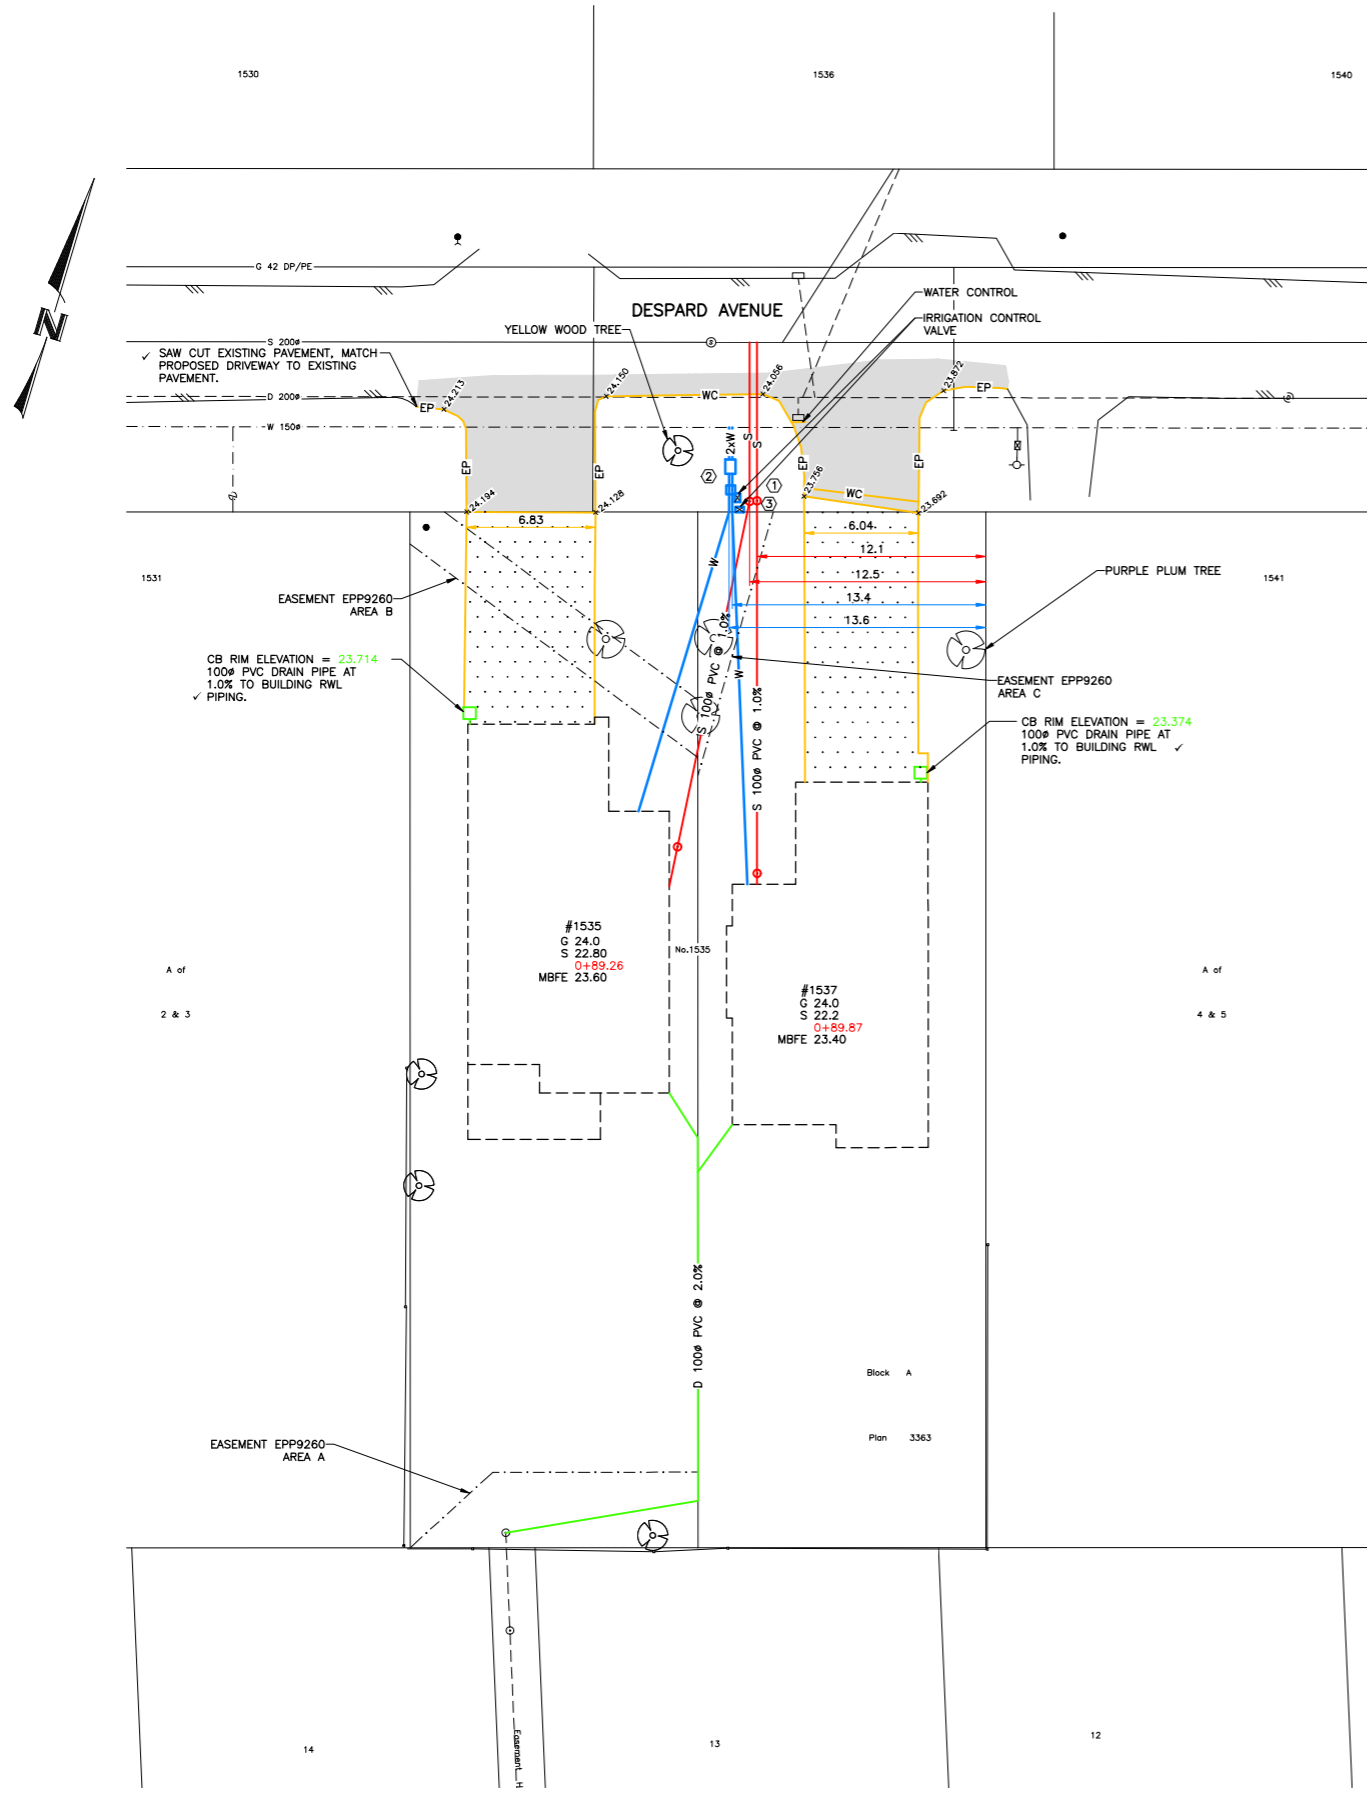 1530
1536
1540
G 42 DP/PE
DESPARD AVENUE
WATER CONTROL
IRRIGATION CONTROL
VALVE
YELLOW WOOD TREE
S 200ø
S
✓ SAW CUT EXISTING PAVEMENT, MATCH
PROPOSED DRIVEWAY TO EXISTING
PAVEMENT.
24.213
24.150
24.056
23.872
EP
WC
EP
D 200ø
W 150ø
EP
EP
2xW
S
S
EP
EP
2
1
3
24.194
24.128
23.756
WC
23.692
N
6.83
6.04
12.1
12.5
13.4
13.6
1531
1541
PURPLE PLUM TREE
EASEMENT EPP9260
AREA B
W
W
S 100ø PVC @ 1.0%
S 100ø PVC @ 1.0%
EASEMENT EPP9260
AREA C
CB RIM ELEVATION = 23.714
100ø PVC DRAIN PIPE AT
1.0% TO BUILDING RWL
✓ PIPING.
CB RIM ELEVATION = 23.374
100ø PVC DRAIN PIPE AT
1.0% TO BUILDING RWL ✓
PIPING.
#1535
G 24.0
S 22.80
0+89.26
MBFE 23.60
No.1535
#1537
G 24.0
S 22.2
0+89.87
MBFE 23.40
A of
2 & 3
A of
4 & 5
D 100ø PVC @ 2.0%
Block A
Plan 3363
EASEMENT EPP9260
AREA A
Easement H
14
13
12